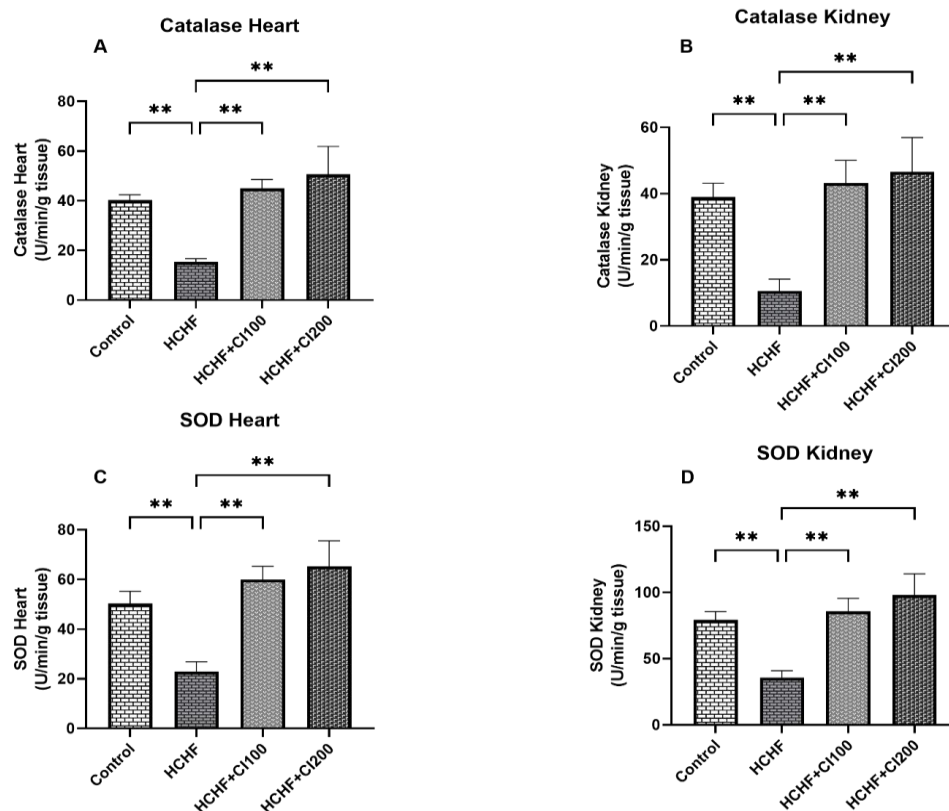 Catalase Heart
A
**
**
**
80
60
40
20
0
Catalase Heart
(U/min/g tissue)
Control
HCHF
HCHF+CI100
HCHF+CI200
Catalase Kidney
B
**
**
**
60
40
20
0
Catalase Kidney
(U/min/g tissue)
Control
HCHF
HCHF+CI100
HCHF+CI200
SOD Heart
C
**
**
**
80
60
40
20
0
SOD Heart
(U/min/g tissue)
Control
HCHF
HCHF+CI100
HCHF+CI200
SOD Kidney
D
**
**
**
150
100
50
0
SOD Kidney
(U/min/g tissue)
Control
HCHF
HCHF+CI100
HCHF+CI200